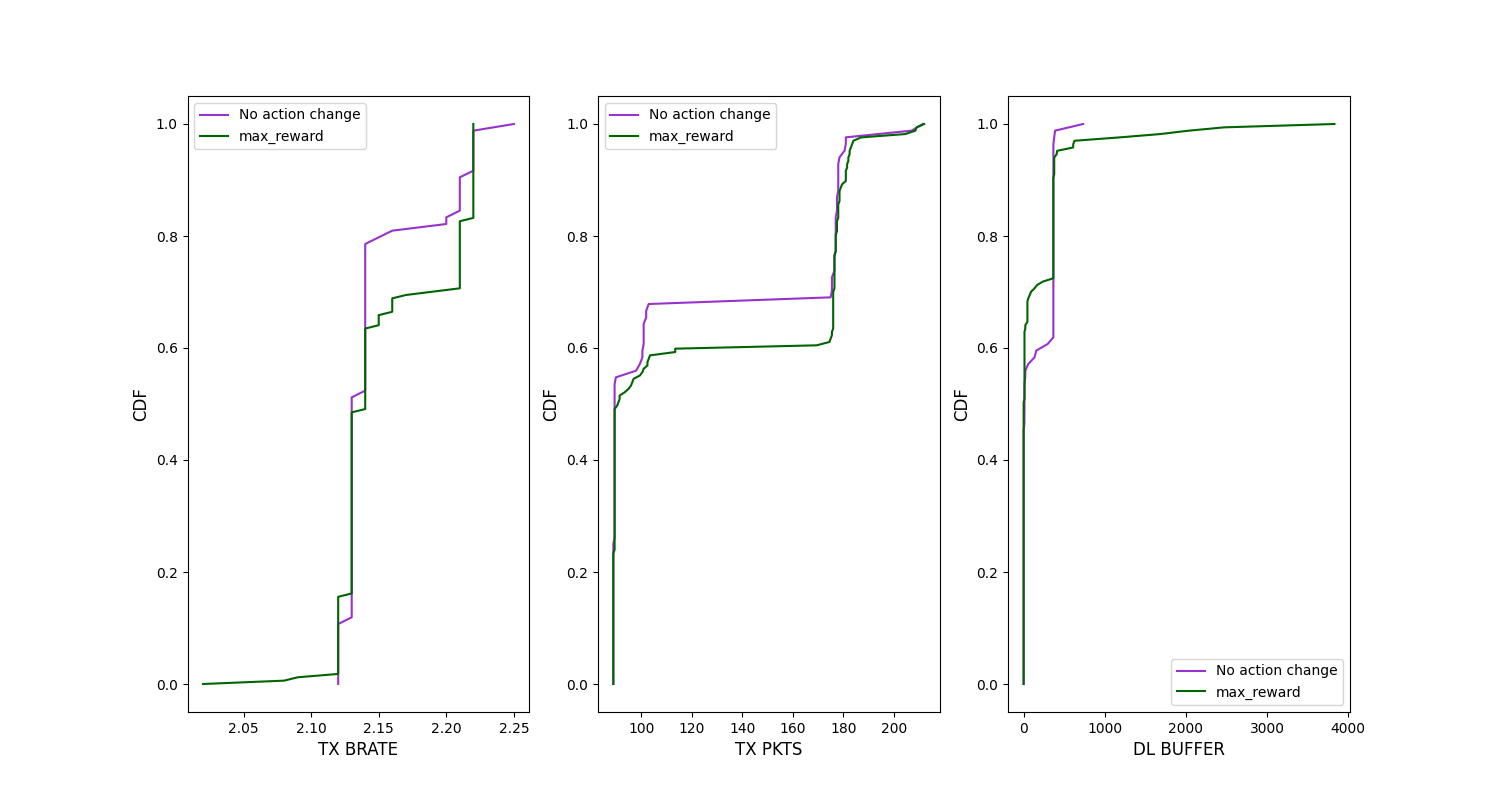 No action change
max_reward
CDF
1.0
0.8
0.6
0.4
0.2
0.0
2.05 2.10 2.15 2.20 2.25
TX BRATE
No action change
max_reward
CDF
1.0
0.8
0.6
0.4
0.2
0.0
100 120 140 160 180 200
TX PKTS
CDF
1.0
0.8
0.6
0.4
0.2
0.0
No action change
max_reward
0 1000 2000 3000 4000
DL BUFFER